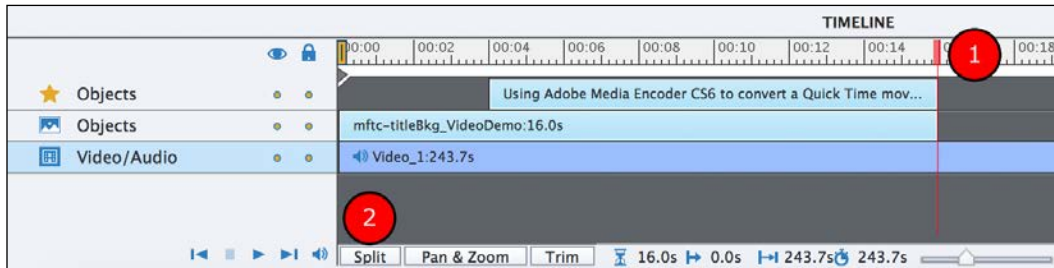 TIMELINE
00:00 00:02 00:04 00:06 00:08 00:10 00:12 00:14 1 00:18
Objects Using Adobe Media Encoder CS6 to convert a Quick Time mov...
Objects mftc-titleBkg_VideoDemo:16.0s
Video/Audio Video_1:243.7s
2
Split Pan & Zoom Trim 16.0s 0.0s 243.7s 243.7s